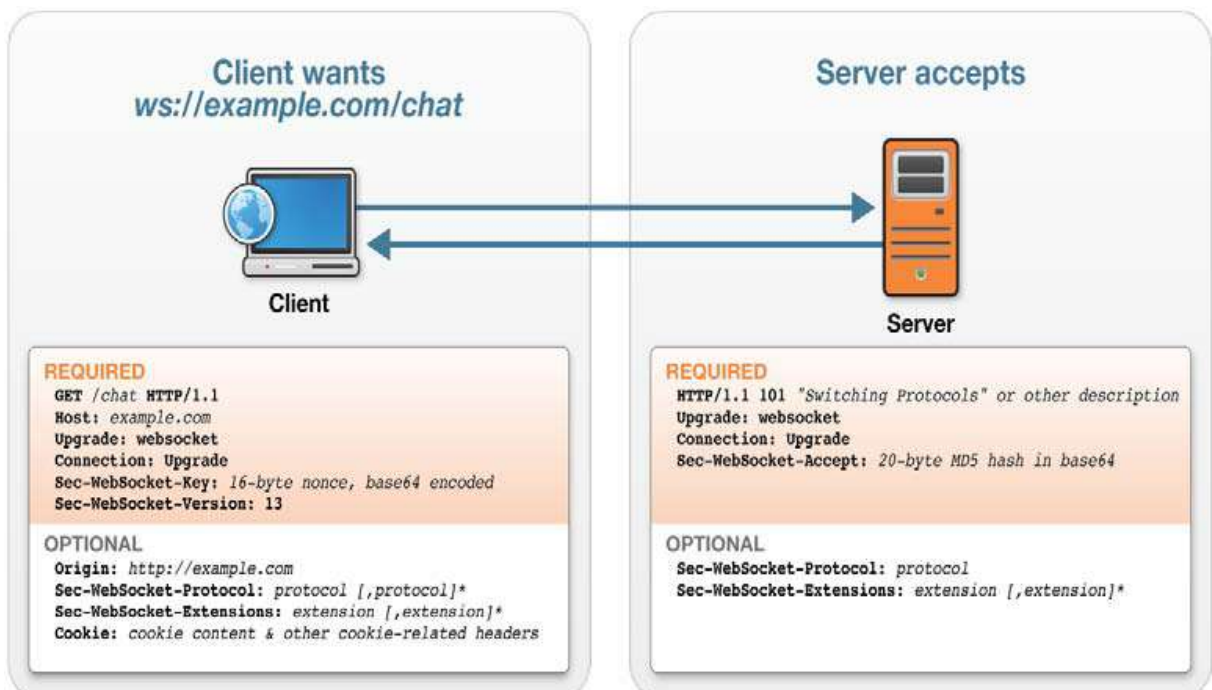 Client wants
ws://example.com/chat
Client
REQUIRED
GET /chat HTTP/1.1
Host: example.com
Upgrade: websocket
Connection: Upgrade
Sec-WebSocket-Key: 16-byte nonce, base64 encoded
Sec-WebSocket-Version: 13
OPTIONAL
Origin: http://example.com
Sec-WebSocket-Protocol: protocol [,protocol]*
Sec-WebSocket-Extensions: extension [,extension]*
Cookie: cookie content & other cookie-related headers
Server accepts
Server
REQUIRED
HTTP/1.1 101 "Switching Protocols" or other description
Upgrade: websocket
Connection: Upgrade
Sec-WebSocket-Accept: 20-byte MD5 hash in base64
OPTIONAL
Sec-WebSocket-Protocol: protocol
Sec-WebSocket-Extensions: extension [,extension]*